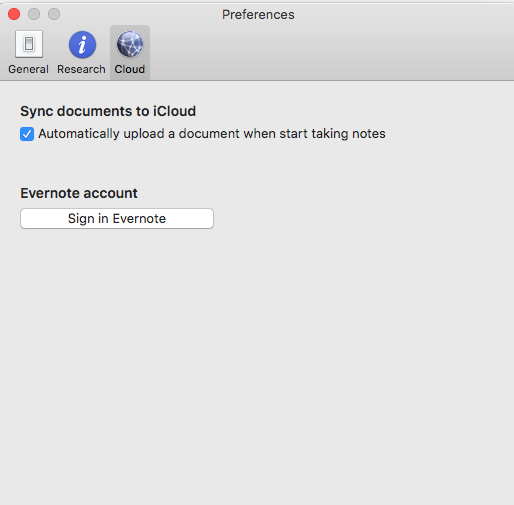 Preferences
General Research Cloud
Sync documents to iCloud
Automatically upload a document when start taking notes
Evernote account
Sign in Evernote